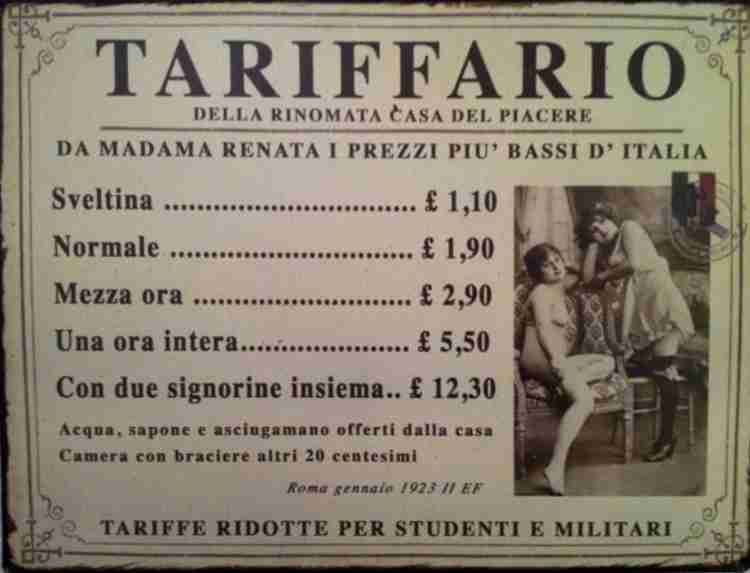 TARIFFARIO
DELLA RINOMATA CASA DEL PIACERE
DA MADAMA RENATA I PREZZI PIU' BASSI D' ITALIA
Sveltina .............................. £ 1,10
Normale ............................. £ 1,90
Mezza ora .......................... £ 2,90
Una ora intera.................... £ 5,50
Con due signorine insiema.. £ 12,30
Acqua, sapone e asciugamano offerti dalla casa
Camera con braciere altri 20 centesimi
Roma gennaio 1923 II EF
TARIFFE RIDOTTE PER STUDENTI E MILITARI